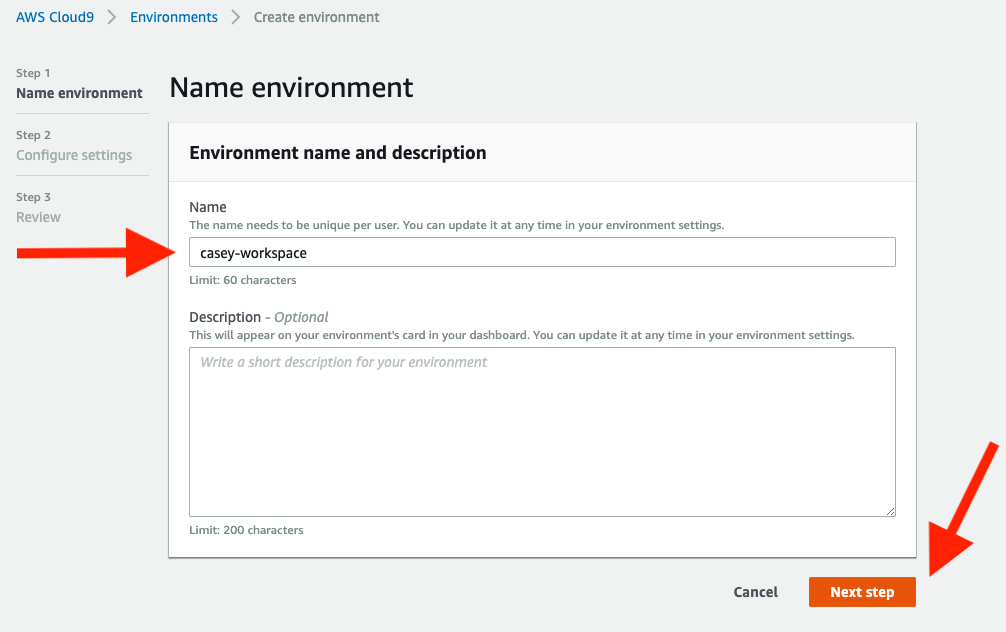 AWS Cloud9 > Environments > Create environment
Step 1
Name environment
Step 2
Configure settings
Step 3
Review
Name environment
Environment name and description
Name
The name needs to be unique per user. You can update it at any time in your environment settings.
casey-workspace
Limit: 60 characters
Description - Optional
This will appear on your environment's card in your dashboard. You can update it at any time in your environment settings.
Write a short description for your environment
Limit: 200 characters
Cancel
Next step